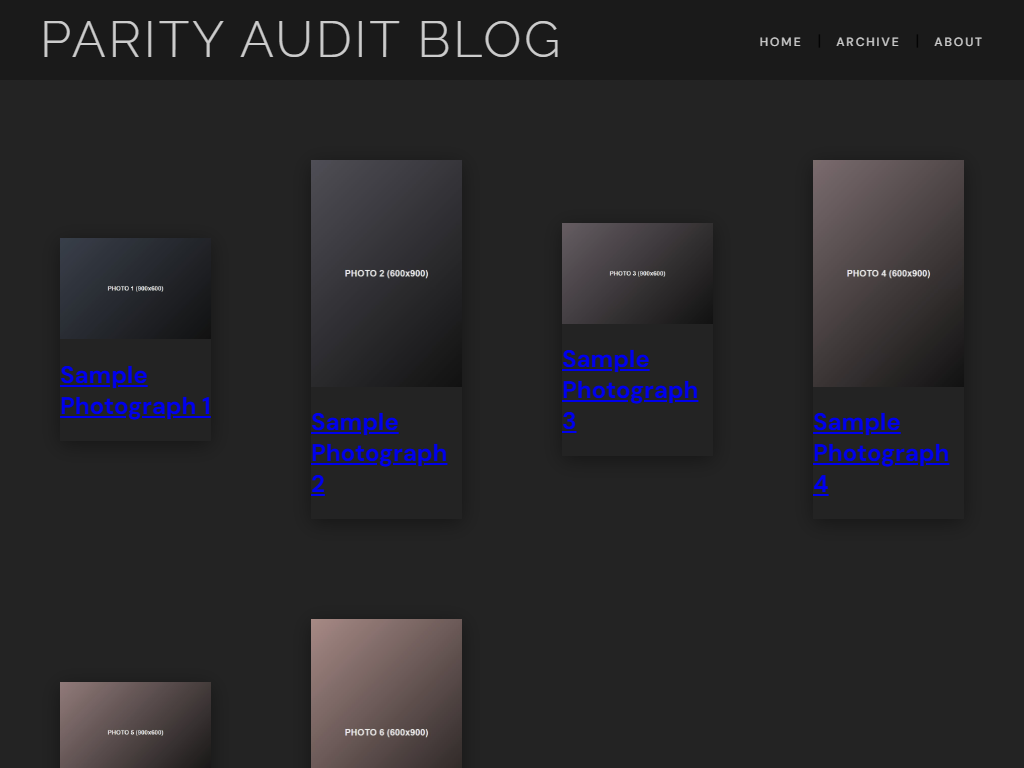 PARITY AUDIT BLOG
HOME
ARCHIVE
ABOUT
PHOTO 1 (900x600)
Sample
Photograph 1
PHOTO 2 (600x900)
Sample
Photograph
2
PHOTO 3 (900x600)
Sample
Photograph
3
PHOTO 4 (600x900)
Sample
Photograph
4
PHOTO 5 (900x600)
PHOTO 6 (600x900)